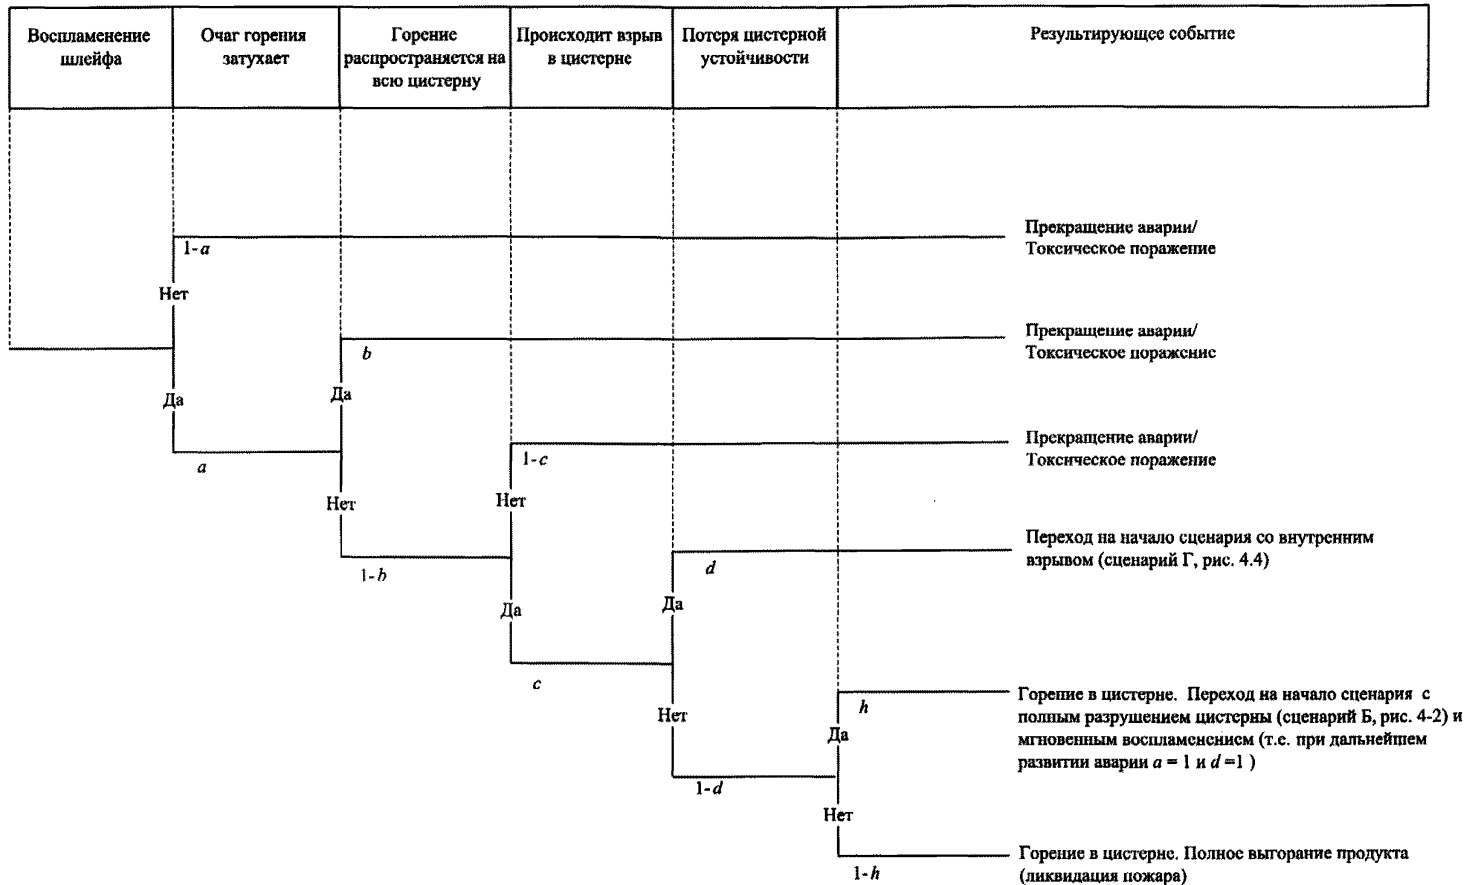 Воспламенение
шлейфа
Очаг горения
затухает
Горение
распространяется на
всю цистерну
Происходит взрыв
в цистерне
Потеря цистерной
устойчивости
Результирующее событие
1-a
Прекращение аварии/
Токсическое поражение
Нет
b
Прекращение аварии/
Токсическое поражение
Да
Да
a
1-c
Прекращение аварии/
Токсическое поражение
Нет
Нет
1-b
d
Переход на начало сценария со внутренним
взрывом (сценарий Г, рис. 4.4)
Да
Да
c
Нет
h
Горение в цистерне. Переход на начало сценария с
полным разрушением цистерны (сценарий Б, рис. 4-2) и
мгновенным воспламенением (т.е. при дальнейшем
развитии аварии a = 1 и d =1 )
Да
1-d
Нет
1-h
Горение в цистерне. Полное выгорание продукта
(ликвидация пожара)